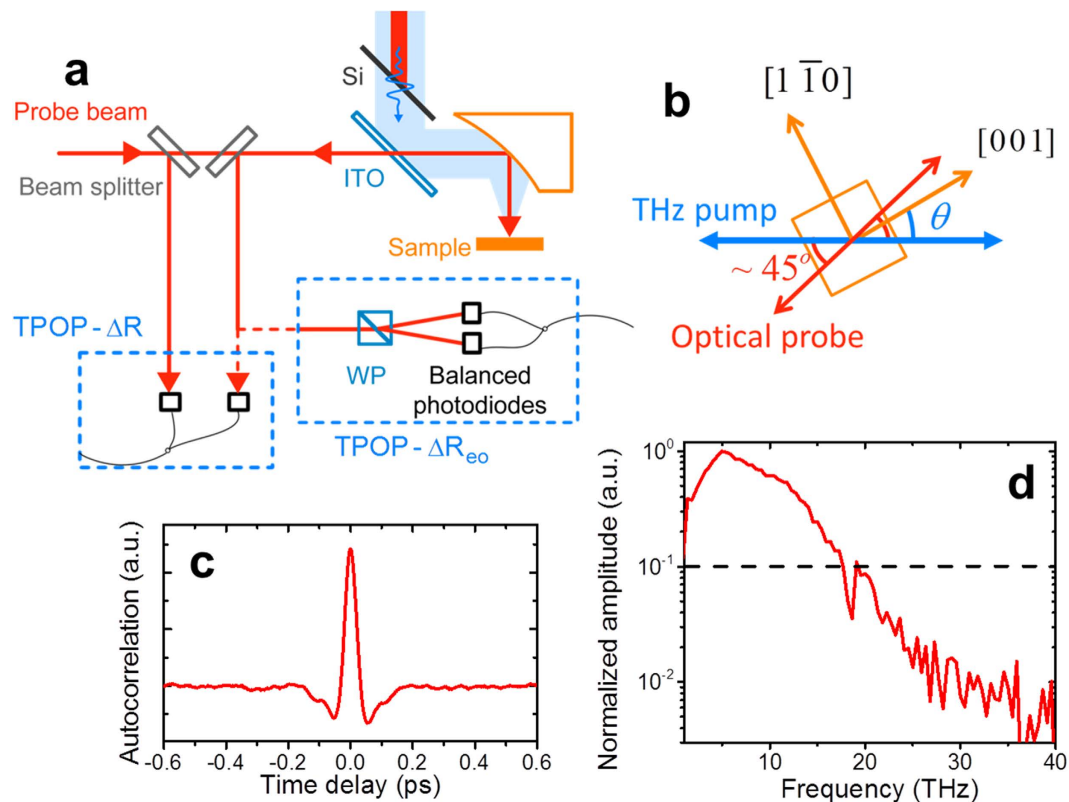 a
Si
Probe beam
Beam splitter
ITO
Sample
TPOP - ΔR
WP
Balanced
photodiodes
TPOP - ΔR_eo
b
[1 1̅ 0]
[001]
THz pump
θ
~ 45°
Optical probe
c
Autocorrelation (a.u.)
-0.6 -0.4 -0.2 0.0 0.2 0.4 0.6
Time delay (ps)
d
Normalized amplitude (a.u.)
10⁰
10⁻¹
10⁻²
10 20 30 40
Frequency (THz)